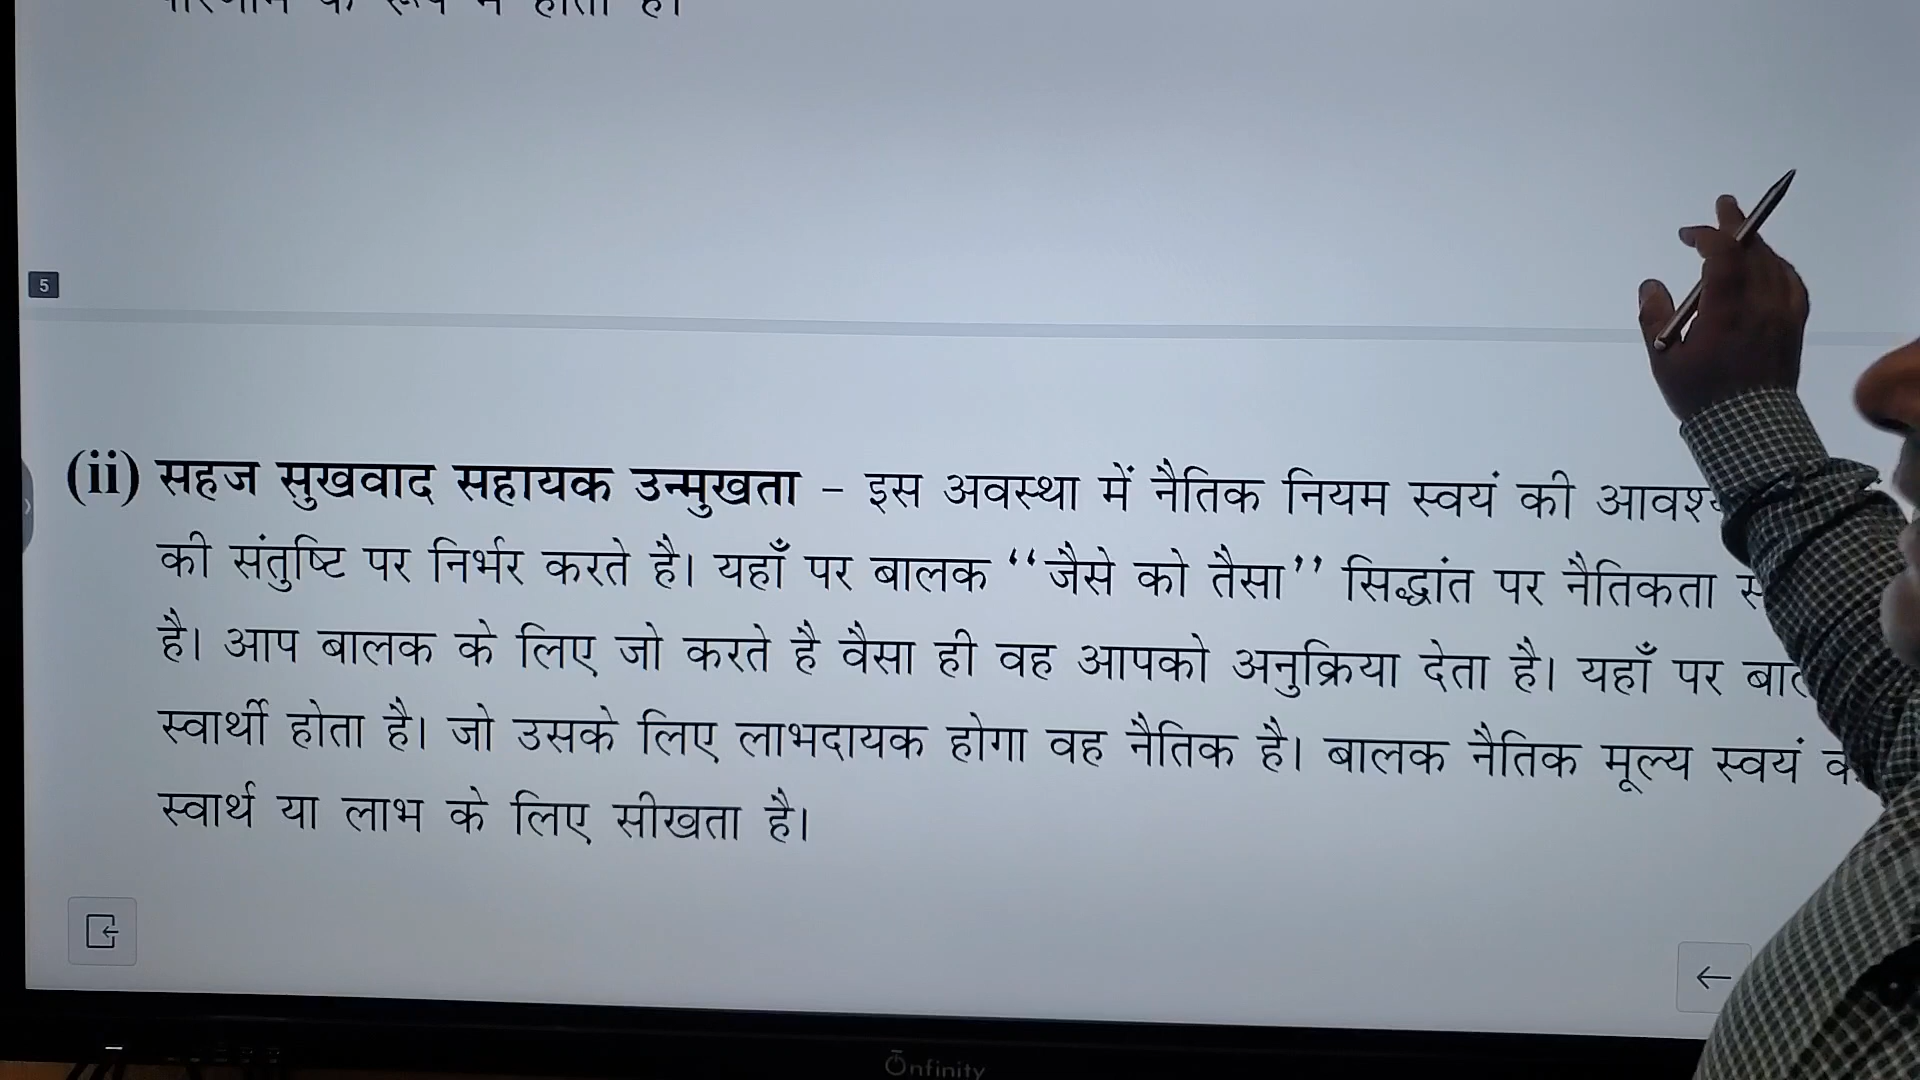 के रूप में होता है।
5
(ii) सहज सुखवाद सहायक उन्मुखता – इस अवस्था में नैतिक नियम स्वयं की
की संतुष्टि पर निर्भर करते है। यहाँ पर बालक ‘‘जैसे को तैसा’’ सिद्धांत पर नैतिकता
है। आप बालक के लिए जो करते है वैसा ही वह आपको अनुक्रिया देता है। यहाँ पर
स्वार्थी होता है। जो उसके लिए लाभदायक होगा वह नैतिक है। बालक नैतिक मूल्य स्वयं
स्वार्थ या लाभ के लिए सीखता है।
Onfinity